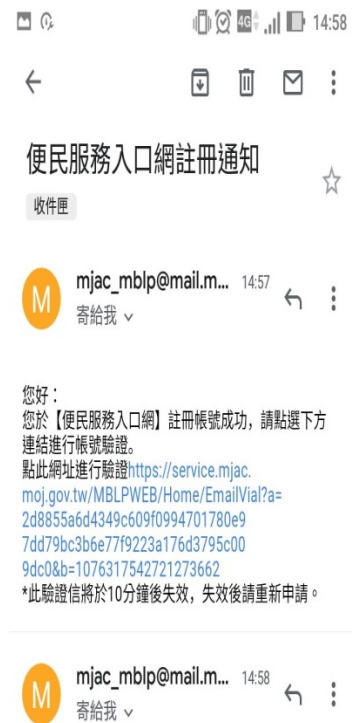 4G 14:58
便民服務入口網註冊通知
收件匣
M
mjac_mblp@mail.m... 14:57
寄給我
您好：
您於【便民服務入口網】註冊帳號成功，請點選下方
連結進行帳號驗證。
點此網址進行驗證https://service.mjac.
moj.gov.tw/MBLPWEB/Home/EmailVial?a=
2d8855a6d4349c609f0994701780e9
7dd79bc3b6e77f9223a176d3795c00
9dc0&b=1076317542721273662
*此驗證信將於10分鐘後失效，失效後請重新申請。
M
mjac_mblp@mail.m... 14:58
寄給我